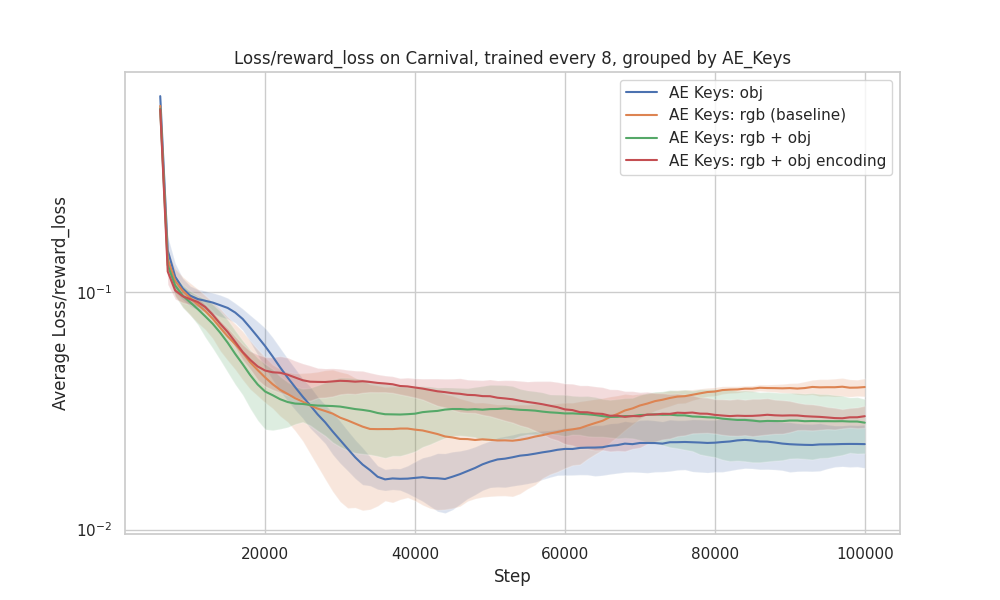 Loss/reward_loss on Carnival, trained every 8, grouped by AE_Keys
AE Keys: obj
AE Keys: rgb (baseline)
AE Keys: rgb + obj
AE Keys: rgb + obj encoding
Average Loss/reward_loss
10⁻¹
10⁻²
20000 40000 60000 80000 100000
Step